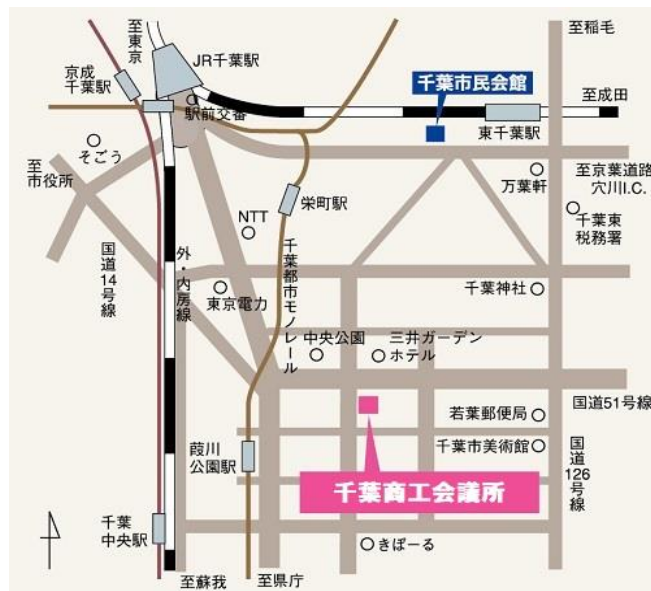 至東京
JR千葉駅
至稲毛
京成
千葉駅
千葉市民会館
至成田
駅前交番
東千葉駅
そごう
至
市役所
万葉軒
至京葉道路
穴川I.C.
栄町駅
NTT
千葉東
税務署
国道14号線
外・内房線
千葉都市モノレール
千葉神社
東京電力
中央公園
三井ガーデン
ホテル
国道51号線
若葉郵便局
葭川
公園駅
千葉市美術館
国道126号線
千葉商工会議所
千葉
中央駅
きぼーる
至蘇我
至県庁